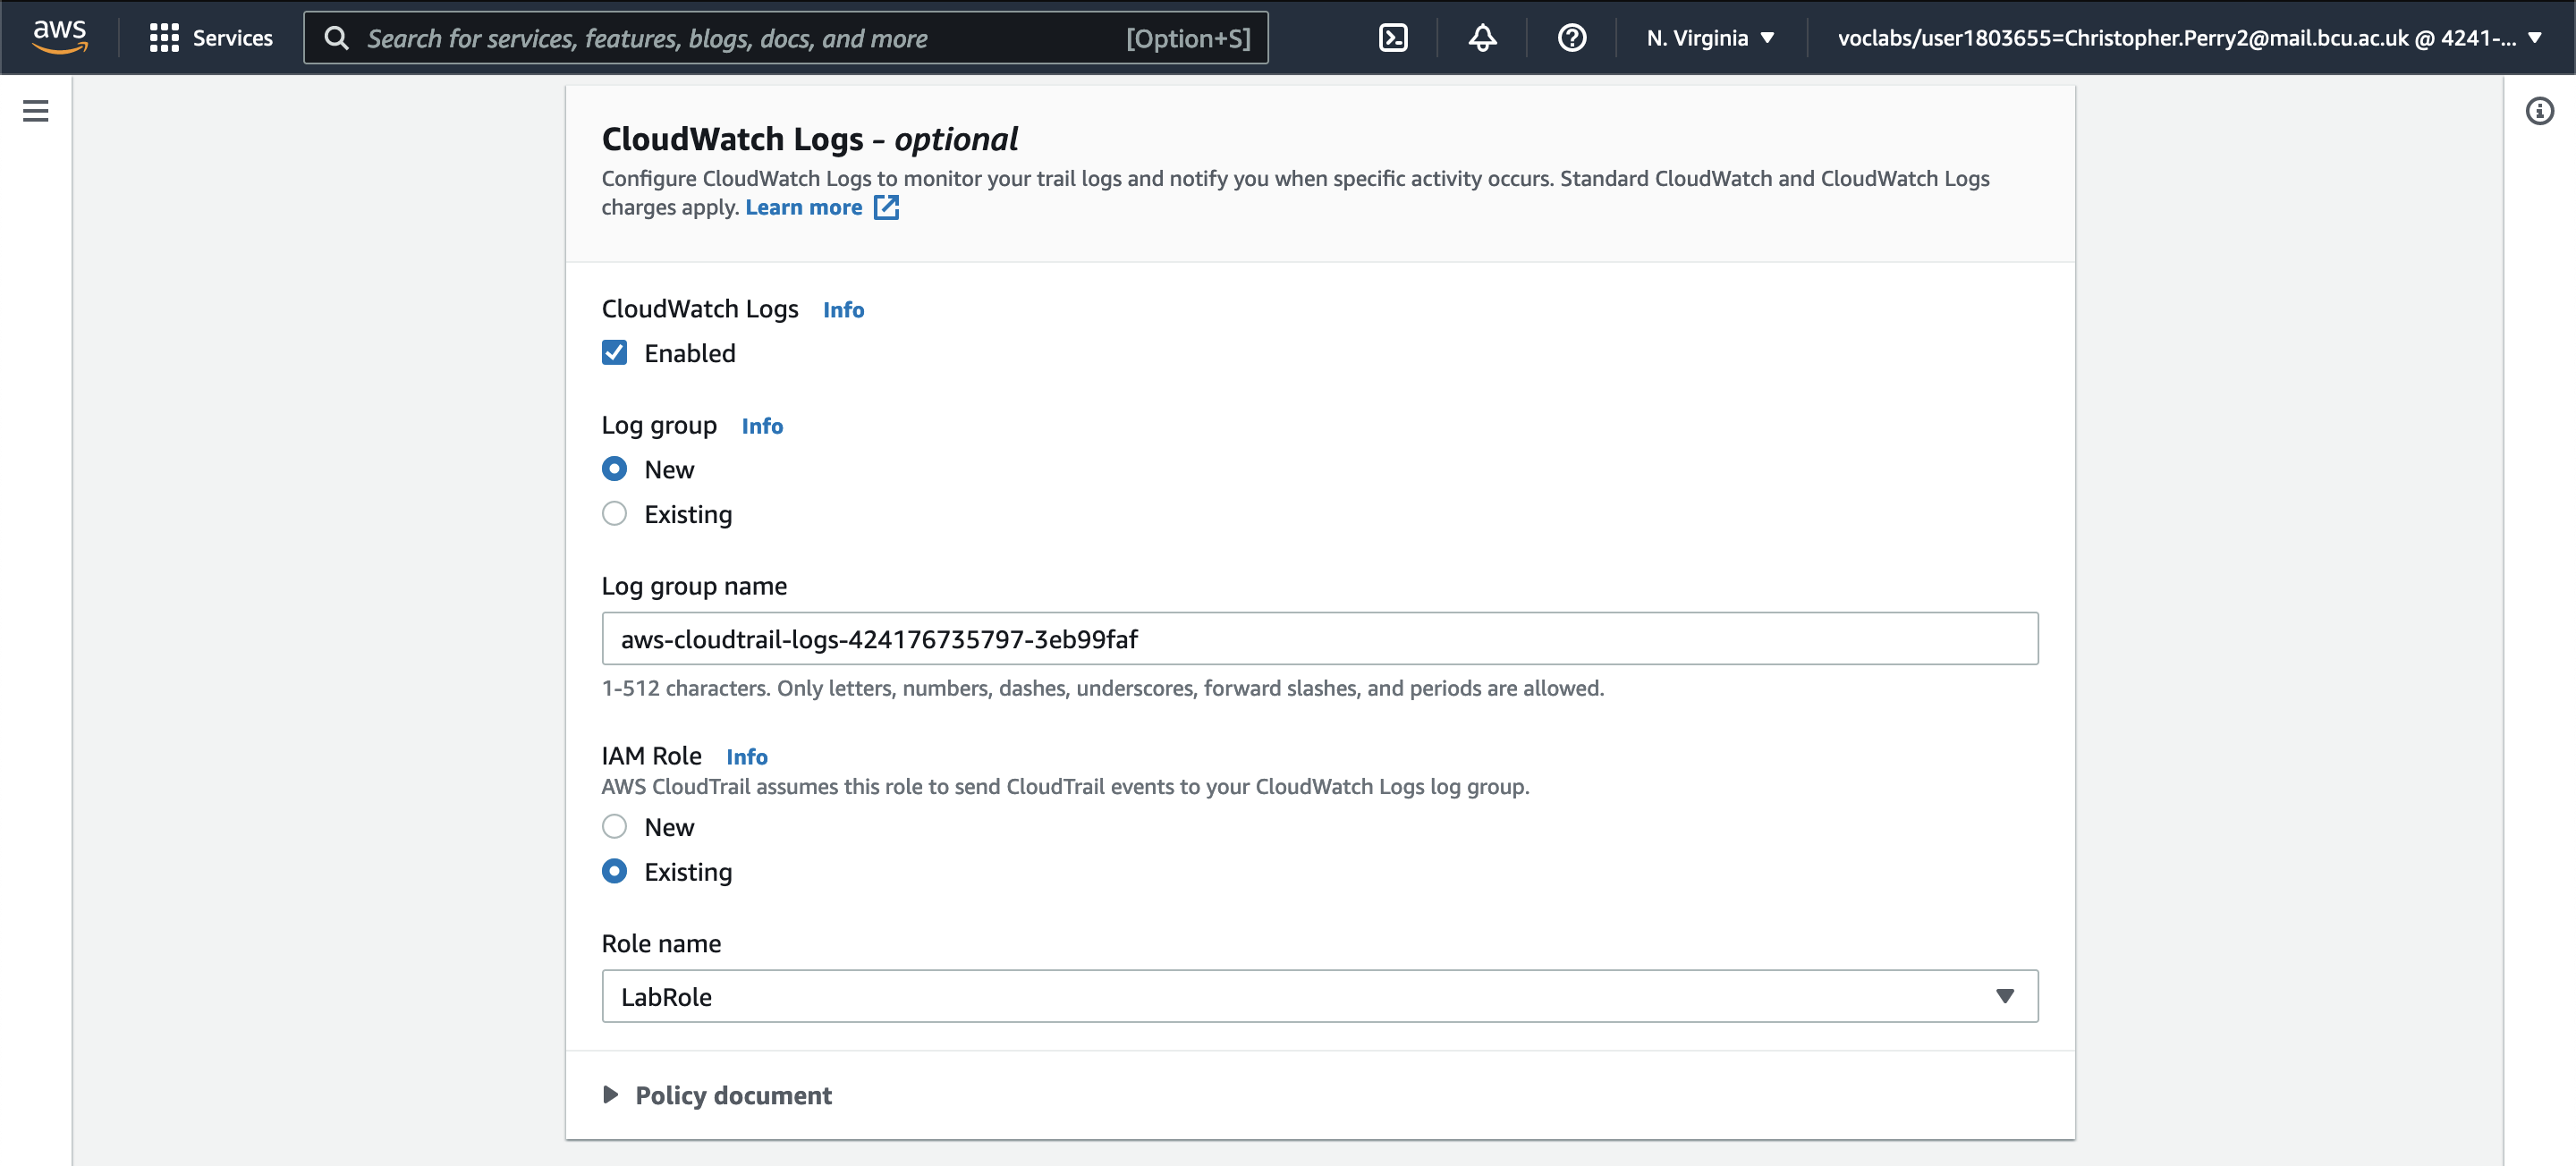 aws
Services
Search for services, features, blogs, docs, and more
[Option+S]
N. Virginia
voclabs/user1803655=Christopher.Perry2@mail.bcu.ac.uk @ 4241-...
CloudWatch Logs - optional
Configure CloudWatch Logs to monitor your trail logs and notify you when specific activity occurs. Standard CloudWatch and CloudWatch Logs
charges apply. Learn more
CloudWatch Logs Info
Enabled
Log group Info
New
Existing
Log group name
aws-cloudtrail-logs-424176735797-3eb99faf
1-512 characters. Only letters, numbers, dashes, underscores, forward slashes, and periods are allowed.
IAM Role Info
AWS CloudTrail assumes this role to send CloudTrail events to your CloudWatch Logs log group.
New
Existing
Role name
LabRole
Policy document